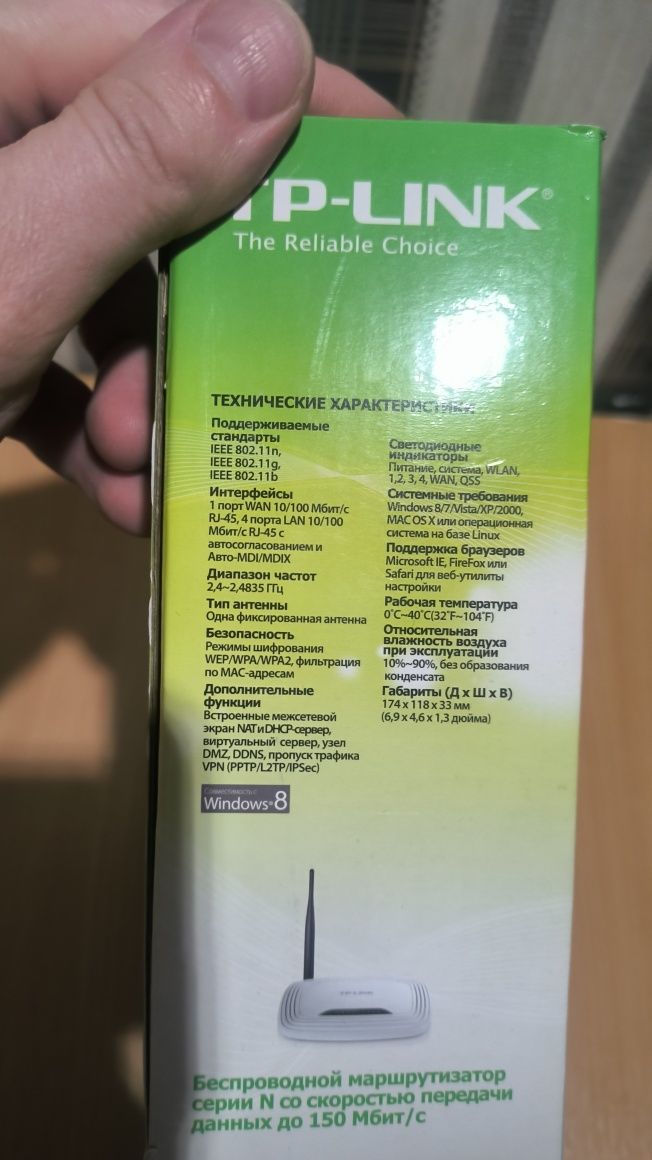 TP-LINK®
The Reliable Choice
ТЕХНИЧЕСКИЕ ХАРАКТЕРИСТИКИ
Поддерживаемые
стандарты
IEEE 802.11n,
IEEE 802.11g,
IEEE 802.11b
Интерфейсы
1 порт WAN 10/100 Мбит/с
RJ-45, 4 порта LAN 10/100
Мбит/с RJ-45 с
автосогласованием и
Авто-MDI/MDIX
Диапазон частот
2,4~2,4835 ГГц
Тип антенны
Одна фиксированная антенна
Безопасность
Режимы шифрования
WEP/WPA/WPA2, фильтрация
по MAC-адресам
Дополнительные
функции
Встроенные межсетевой
экран NAT и DHCP-сервер,
виртуальный сервер, узел
DMZ, DDNS, пропуск трафика
VPN (PPTP/L2TP/IPSec)
Светодиодные
индикаторы
Питание, система, WLAN,
1,2, 3, 4, WAN, QSS
Системные требования
Windows 8/7/Vista/XP/2000,
MAC OS X или операционная
система на базе Linux
Поддержка браузеров
Microsoft IE, FireFox или
Safari для веб-утилиты
настройки
Рабочая температура
0°C~40°C(32°F~104°F)
Относительная
влажность воздуха
при эксплуатации
10%~90%, без образования
конденсата
Габариты (Д x Ш x В)
174 x 118 x 33 мм
(6,9 x 4,6 x 1,3 дюйма)
Совместимость с
Windows®8
TP-LINK
Беспроводной маршрутизатор
серии N со скоростью передачи
данных до 150 Мбит/с